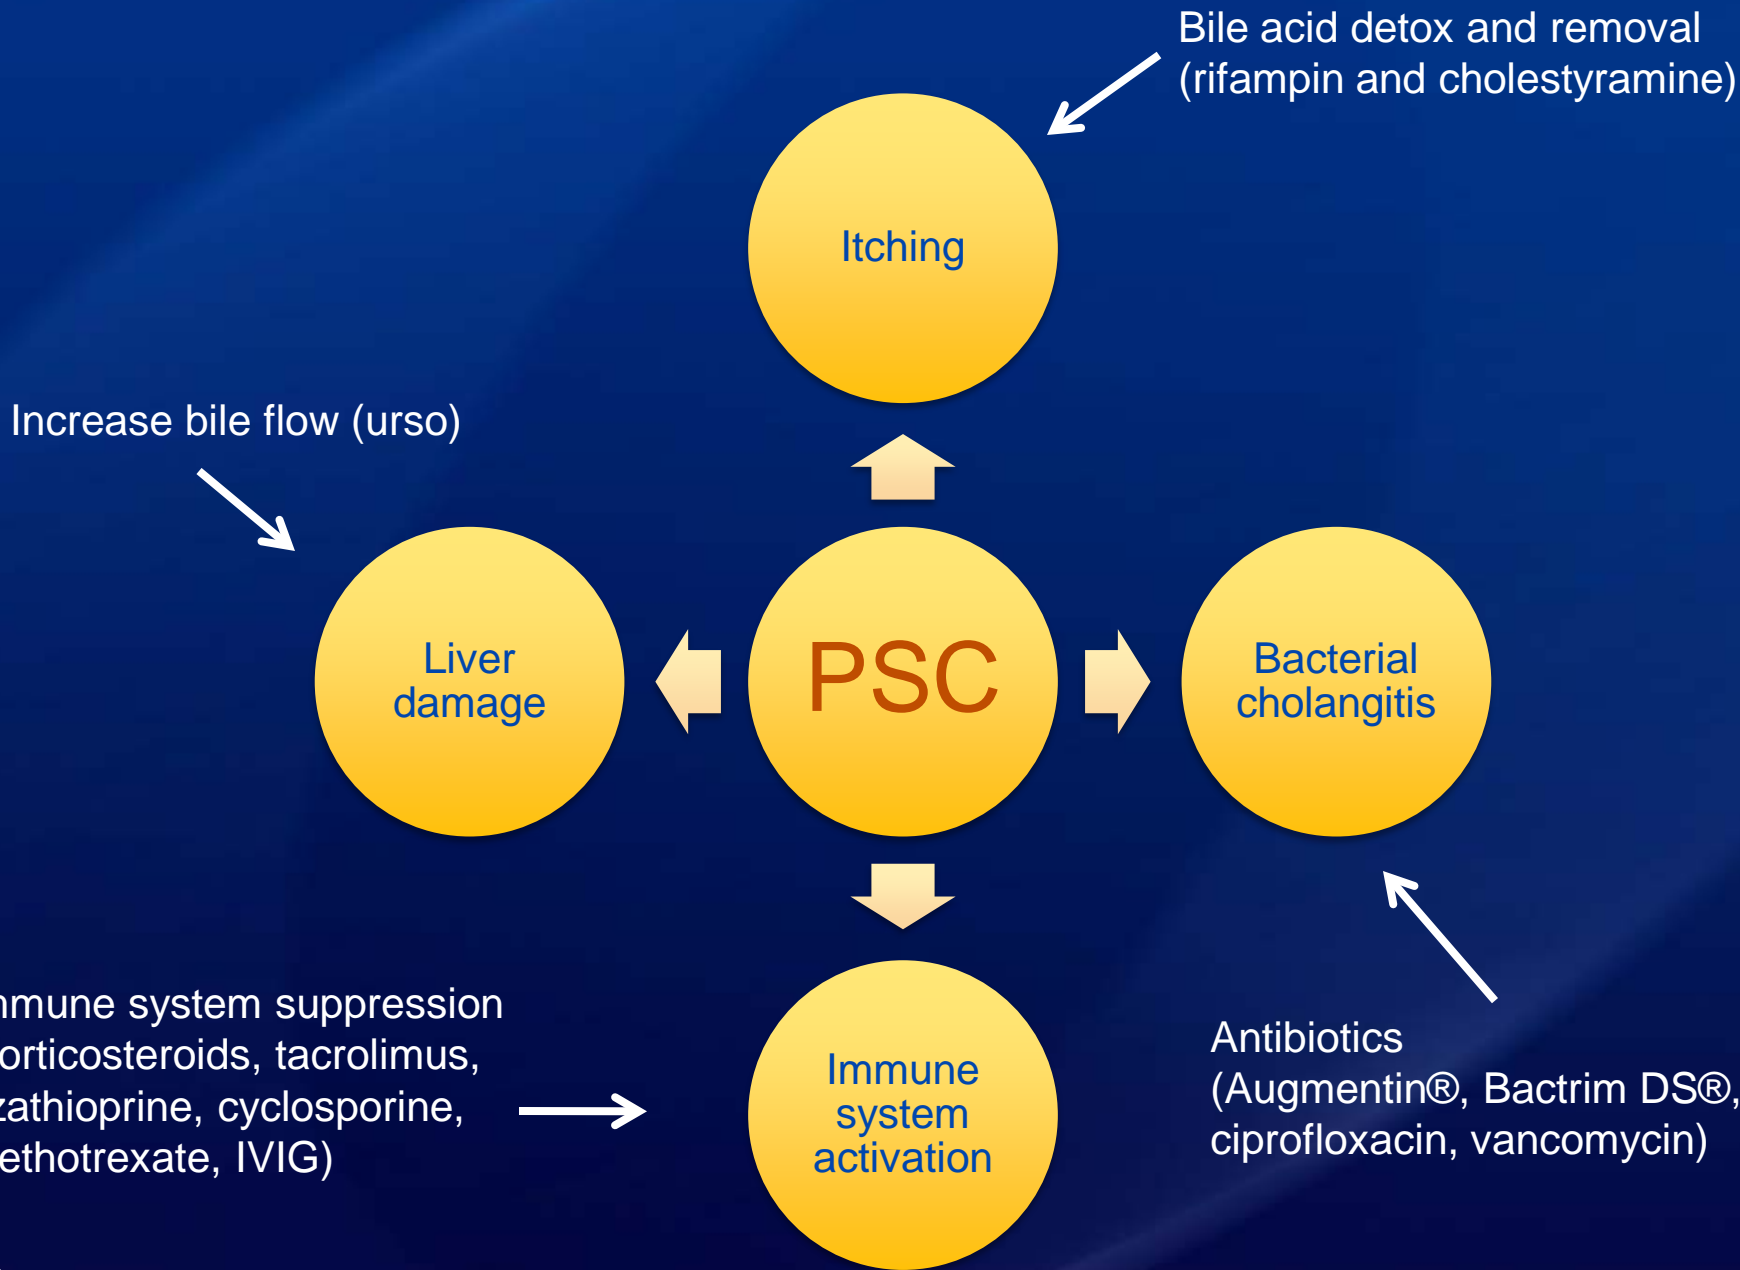 Bile acid detox and removal
(rifampin and cholestyramine)
Itching
Increase bile flow (urso)
Liver
damage
PSC
Bacterial
cholangitis
mmune system suppression
orticosteroids, tacrolimus,
zathioprine, cyclosporine,
ethotrexate, IVIG)
Immune
system
activation
Antibiotics
(Augmentin®, Bactrim DS®,
ciprofloxacin, vancomycin)